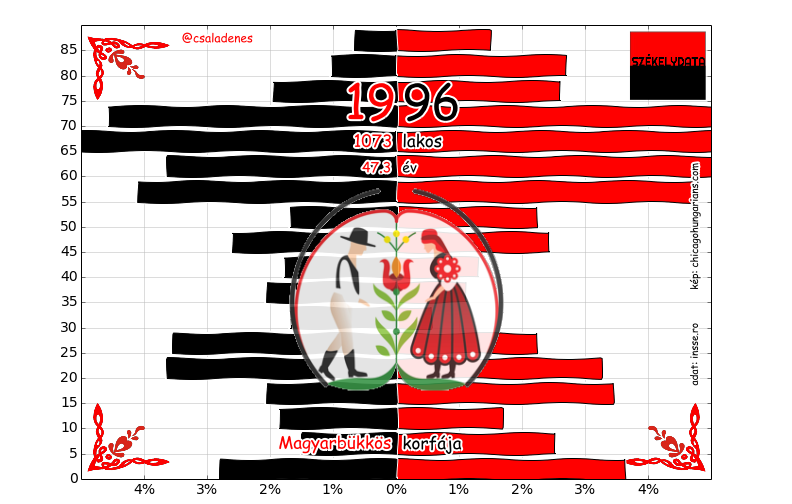 @csaladenes
SZÉKELYDATA
1996
1073 lakos
47.3 év
kép: chicagohungarians.com
adat: insse.ro
Magyarbükkös korfája
85
80
75
70
65
60
55
50
45
40
35
30
25
20
15
10
5
0
4% 3% 2% 1% 0% 1% 2% 3% 4%